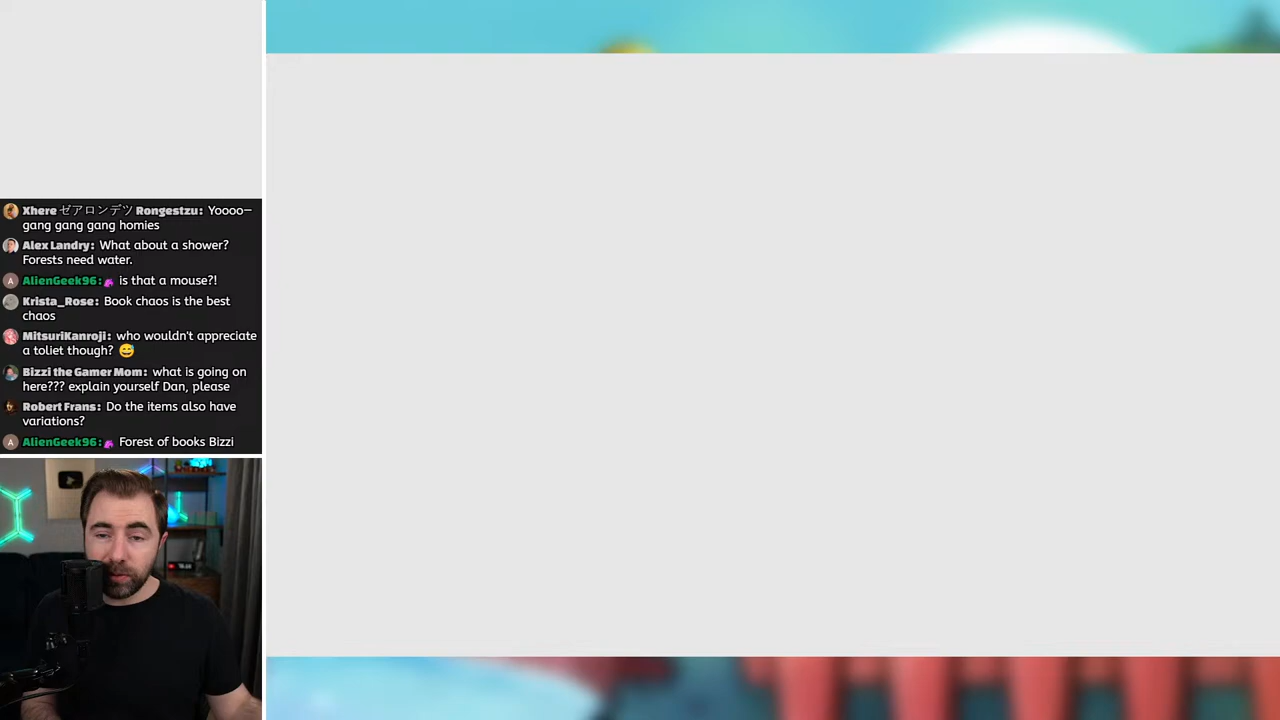 Xhere ゼアロンデツ Rongestzu: Yoooo—
gang gang gang homies
Alex Landry: What about a shower?
Forests need water.
A AlienGeek96: is that a mouse?!
Krista_Rose: Book chaos is the best
chaos
MitsuriKanroji: who wouldn't appreciate
a toliet though? 😅
Bizzi the Gamer Mom: what is going on
here??? explain yourself Dan, please
Robert Frans: Do the items also have
variations?
A AlienGeek96: Forest of books Bizzi